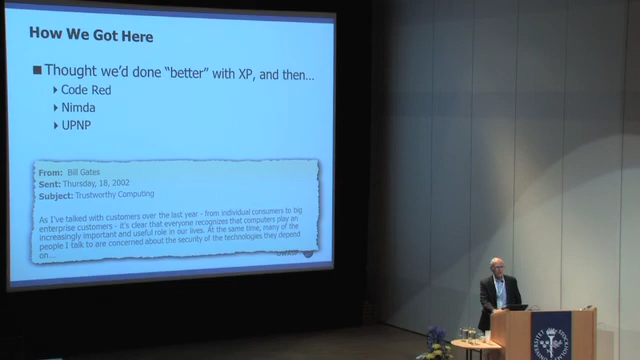 How We Got Here
Thought we'd done "better" with XP, and then…
Code Red
Nimda
UPNP
From: Bill Gates
Sent: Thursday, 18, 2002
Subject: Trustworthy Computing
As I've talked with customers over the last year - from individual consumers to big
enterprise customers - it's clear that everyone recognizes that computers play an
increasingly important and useful role in our lives. At the same time, many of the
people I talk to are concerned about the security of the technologies they depend
on…
OWASP